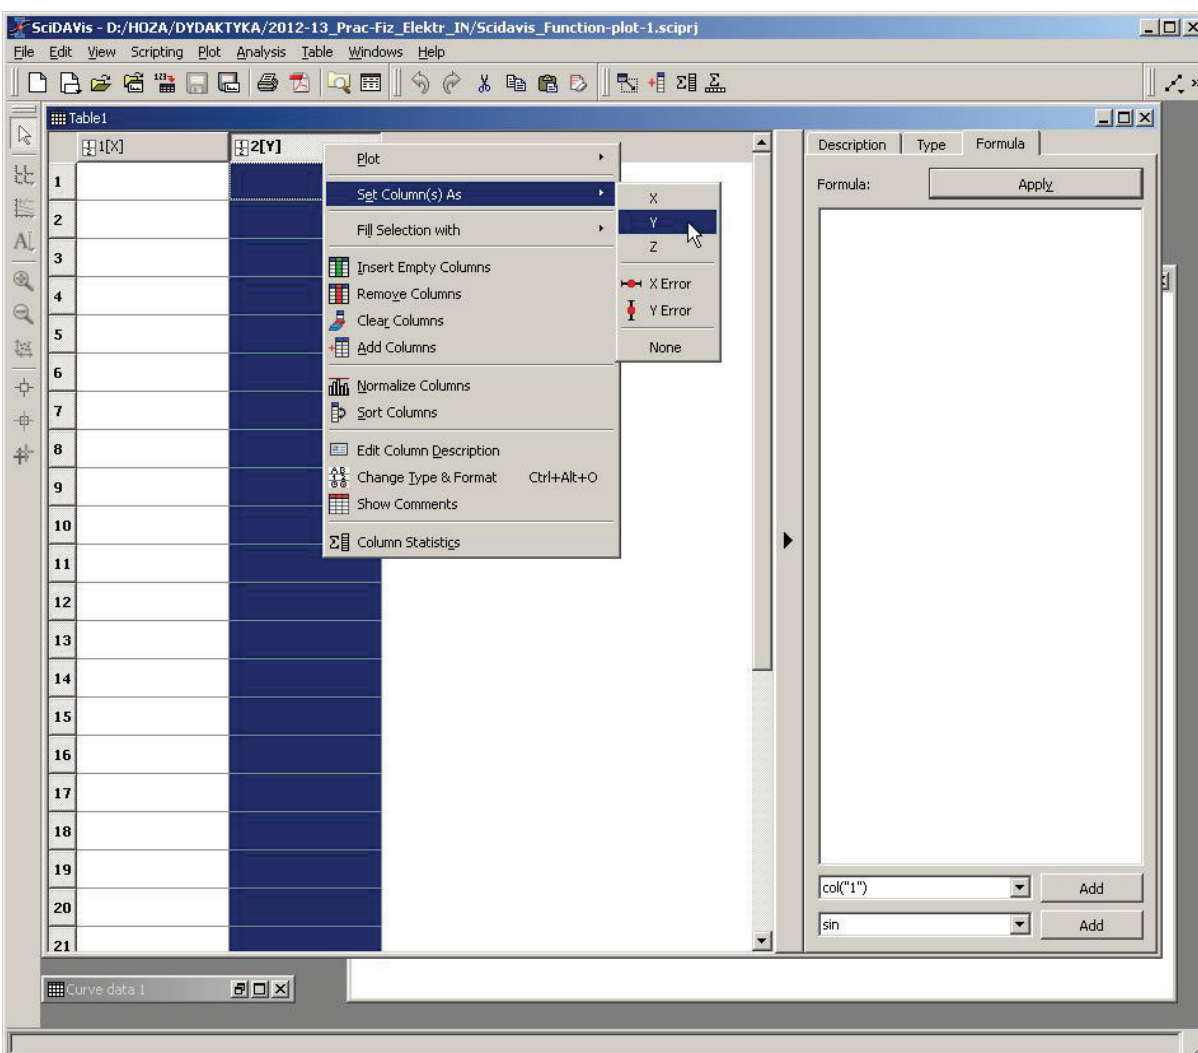 SciDAVis - D:/HOZA/DYDAKTYKA/2012-13_Prac-Fiz_Elektr_IN/Scidavis_Function-plot-1.sciprj
File Edit View Scripting Plot Analysis Table Windows Help
Table1
1[X] 2[Y]
1
2
3
4
5
6
7
8
9
10
11
12
13
14
15
16
17
18
19
20
21
Plot
Set Column(s) As
Fill Selection with
Insert Empty Columns
Remove Columns
Clear Columns
Add Columns
Normalize Columns
Sort Columns
Edit Column Description
Change Type & Format Ctrl+Alt+O
Show Comments
Column Statistics
X
Y
Z
X Error
Y Error
None
Description Type Formula
Formula: Apply
col("1") Add
sin Add
Curve data 1